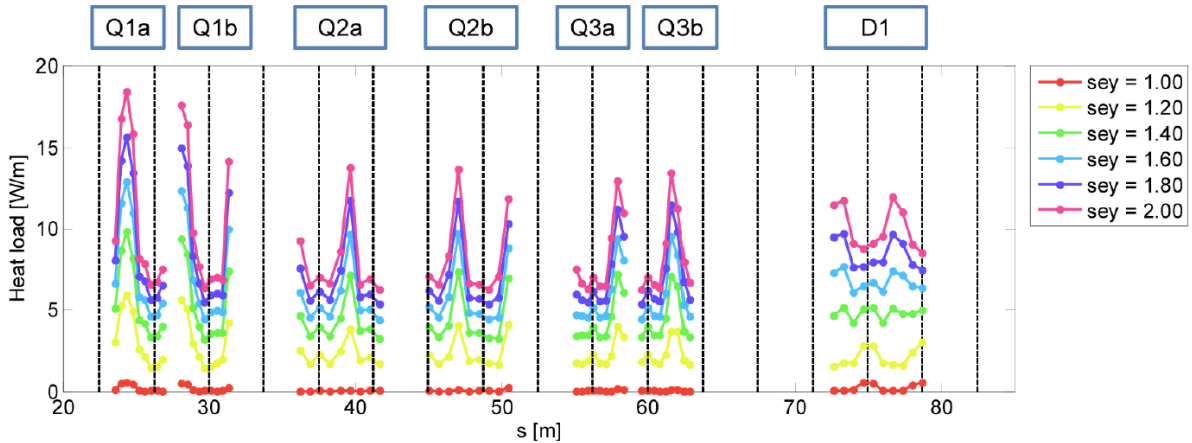 Q1a Q1b Q2a Q2b Q3a Q3b D1
20
15
10
5
0
Heat load [W/m]
20 30 40 50 60 70 80
s [m]
sey = 1.00
sey = 1.20
sey = 1.40
sey = 1.60
sey = 1.80
sey = 2.00